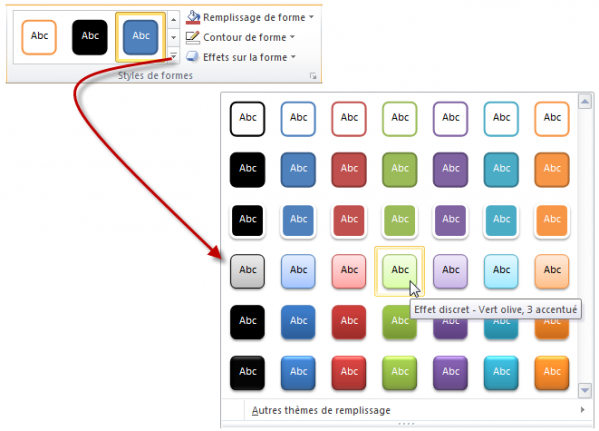 Abc Abc Abc
Remplissage de forme
Contour de forme
Effets sur la forme
Styles de formes
Abc Abc Abc Abc Abc Abc Abc
Abc Abc Abc Abc Abc Abc Abc
Abc Abc Abc Abc Abc Abc Abc
Abc Abc Abc Abc Abc Abc Abc
Effet discret - Vert olive, 3 accentué
Abc Abc Abc Abc Abc Abc Abc
Abc Abc Abc Abc Abc Abc Abc
Autres thèmes de remplissage